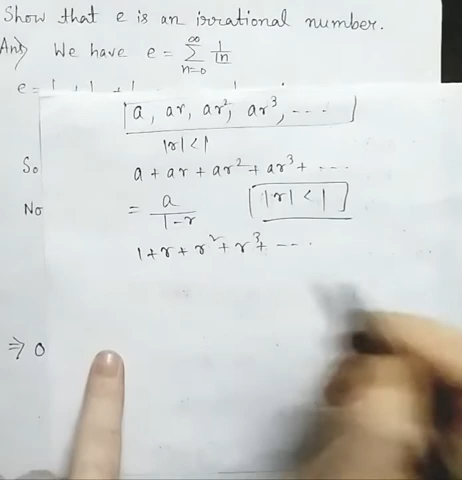 Show that e is an irrational number.
Ans) We have e = ∑_{n=0}^{∞} 1/⌊n
e =
a, ar, ar², ar³, ....
|r| < 1
So
a + ar + ar² + ar³ + ....
No
= a/(1-r) |r| < 1
1 + r + r² + r³ + ....
⇒ 0